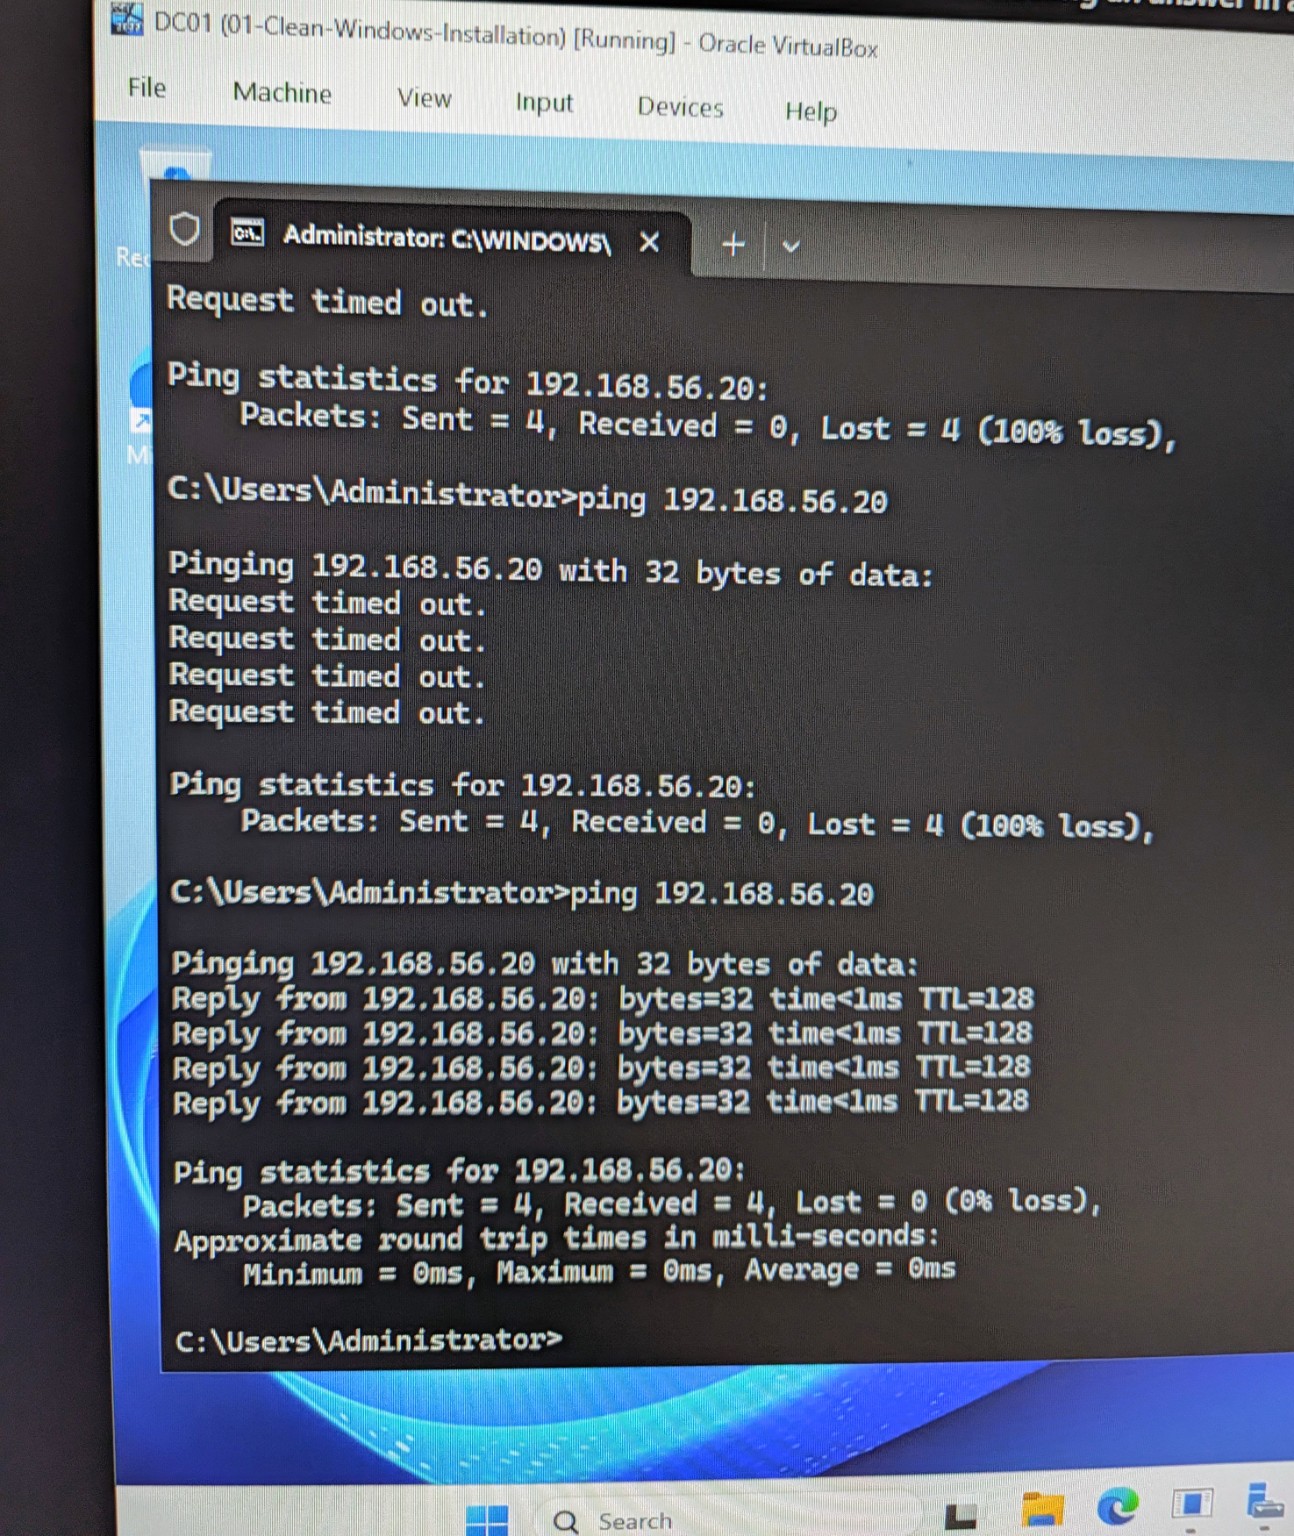 DC01 (01-Clean-Windows-Installation) [Running] - Oracle VirtualBox
File Machine View Input Devices Help
Administrator: C:\WINDOWS\
Request timed out.
Ping statistics for 192.168.56.20:
Packets: Sent = 4, Received = 0, Lost = 4 (100% loss),
C:\Users\Administrator>ping 192.168.56.20
Pinging 192.168.56.20 with 32 bytes of data:
Request timed out.
Request timed out.
Request timed out.
Request timed out.
Ping statistics for 192.168.56.20:
Packets: Sent = 4, Received = 0, Lost = 4 (100% loss),
C:\Users\Administrator>ping 192.168.56.20
Pinging 192.168.56.20 with 32 bytes of data:
Reply from 192.168.56.20: bytes=32 time<1ms TTL=128
Reply from 192.168.56.20: bytes=32 time<1ms TTL=128
Reply from 192.168.56.20: bytes=32 time<1ms TTL=128
Reply from 192.168.56.20: bytes=32 time<1ms TTL=128
Ping statistics for 192.168.56.20:
Packets: Sent = 4, Received = 4, Lost = 0 (0% loss),
Approximate round trip times in milli-seconds:
Minimum = 0ms, Maximum = 0ms, Average = 0ms
C:\Users\Administrator>
Search